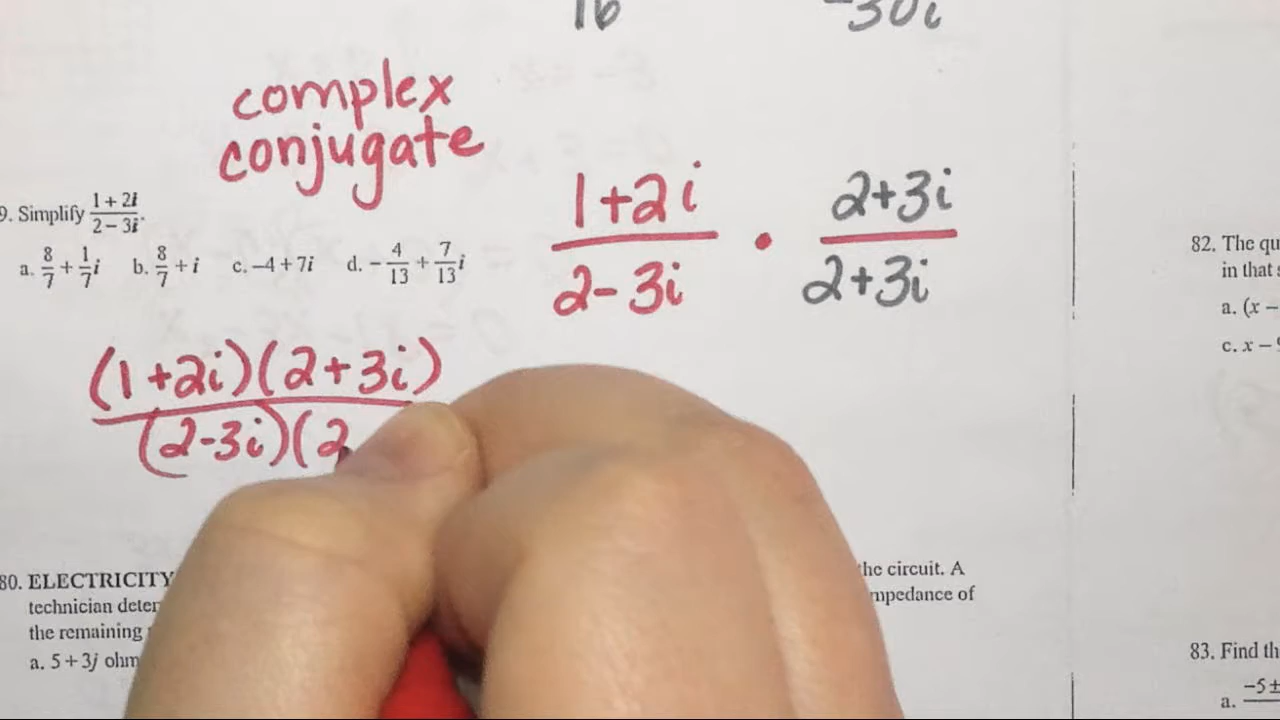 16 -30i
complex
conjugate
9. Simplify (1 + 2i)/(2 − 3i).
a. 8/7 + 1/7 i b. 8/7 + i c. −4 + 7i d. −4/13 + 7/13 i
1+2i 2+3i
2-3i · 2+3i
(1+2i)(2+3i)
(2-3i)(2
80. ELECTRICITY
the circuit. A
technician
mpedance of
the remaining
a. 5 + 3j ohm
82. The qu
in that s
a. (x −
c. x − 9
83. Find th
a. −5 ±